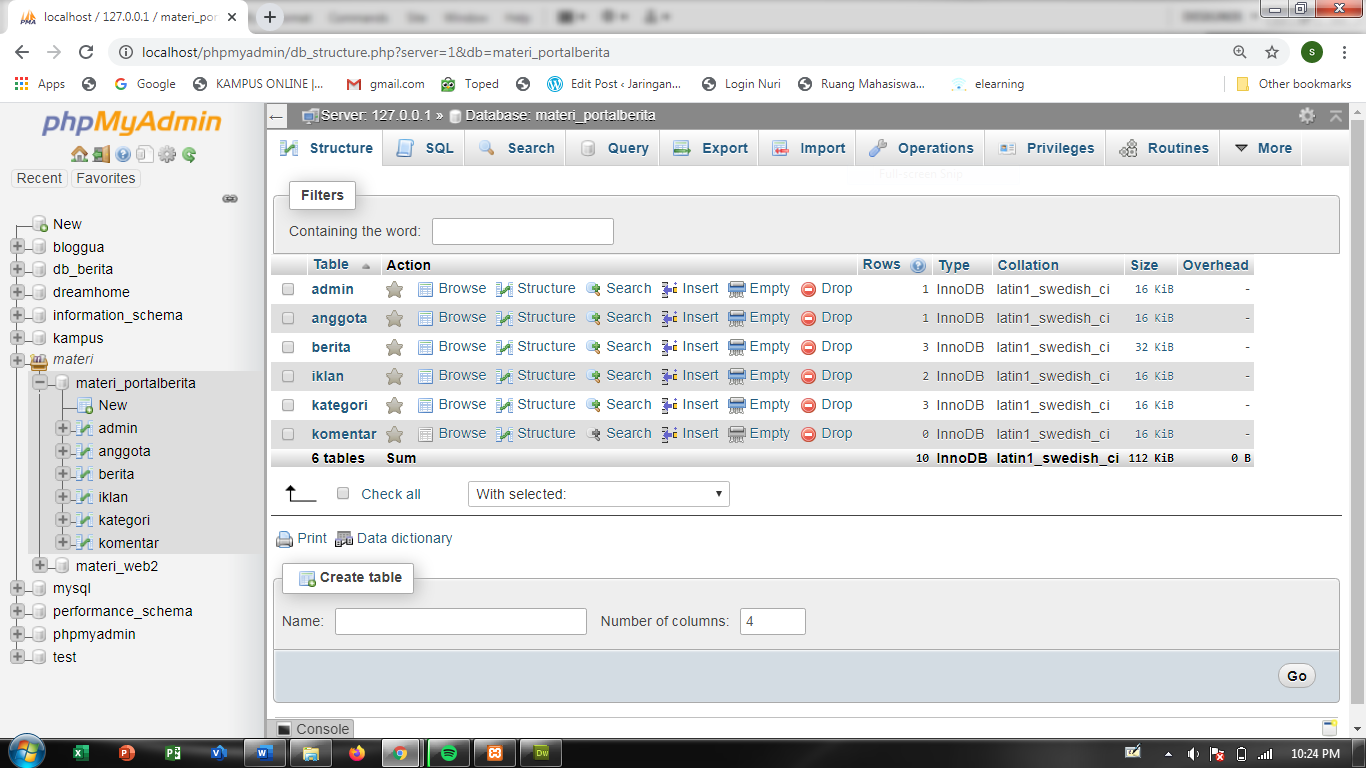 localhost / 127.0.0.1 / materi_por
localhost/phpmyadmin/db_structure.php?server=1&db=materi_portalberita
s
Apps Google KAMPUS ONLINE |... gmail.com Toped Edit Post ‹ Jaringan... Login Nuri Ruang Mahasiswa... elearning Other bookmarks
phpMyAdmin
Recent Favorites
New
bloggua
db_berita
dreamhome
information_schema
kampus
materi
materi_portalberita
New
admin
anggota
berita
iklan
kategori
komentar
materi_web2
mysql
performance_schema
phpmyadmin
test
Server: 127.0.0.1 » Database: materi_portalberita
Structure SQL Search Query Export Import Operations Privileges Routines More
Filters
Containing the word:
Table Action Rows Type Collation Size Overhead
admin Browse Structure Search Insert Empty Drop 1 InnoDB latin1_swedish_ci 16 KiB -
anggota Browse Structure Search Insert Empty Drop 1 InnoDB latin1_swedish_ci 16 KiB -
berita Browse Structure Search Insert Empty Drop 3 InnoDB latin1_swedish_ci 32 KiB -
iklan Browse Structure Search Insert Empty Drop 2 InnoDB latin1_swedish_ci 16 KiB -
kategori Browse Structure Search Insert Empty Drop 3 InnoDB latin1_swedish_ci 16 KiB -
komentar Browse Structure Search Insert Empty Drop 0 InnoDB latin1_swedish_ci 16 KiB -
6 tables Sum 10 InnoDB latin1_swedish_ci 112 KiB 0 B
Check all With selected:
Print Data dictionary
Create table
Name: Number of columns: 4
Go
Console
10:24 PM